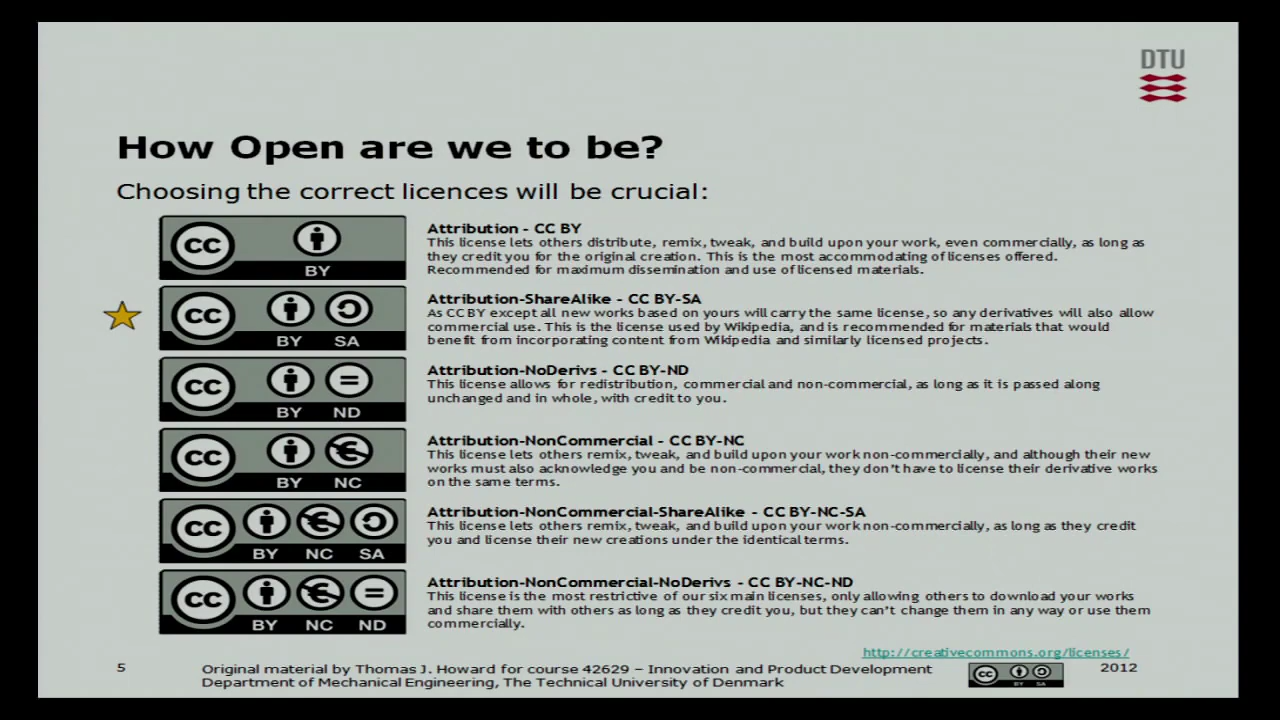 DTU
How Open are we to be?
Choosing the correct licences will be crucial:
cc
BY
Attribution - CC BY
This license lets others distribute, remix, tweak, and build upon your work, even commercially, as long as
they credit you for the original creation. This is the most accommodating of licenses offered.
Recommended for maximum dissemination and use of licensed materials.
cc
BY SA
Attribution-ShareAlike - CC BY-SA
As CC BY except all new works based on yours will carry the same license, so any derivatives will also allow
commercial use. This is the license used by Wikipedia, and is recommended for materials that would
benefit from incorporating content from Wikipedia and similarly licensed projects.
cc
BY ND
Attribution-NoDerivs - CC BY-ND
This license allows for redistribution, commercial and non-commercial, as long as it is passed along
unchanged and in whole, with credit to you.
cc
BY NC
Attribution-NonCommercial - CC BY-NC
This license lets others remix, tweak, and build upon your work non-commercially, and although their new
works must also acknowledge you and be non-commercial, they don't have to license their derivative works
on the same terms.
cc
BY NC SA
Attribution-NonCommercial-ShareAlike - CC BY-NC-SA
This license lets others remix, tweak, and build upon your work non-commercially, as long as they credit
you and license their new creations under the identical terms.
cc
BY NC ND
Attribution-NonCommercial-NoDerivs - CC BY-NC-ND
This license is the most restrictive of our six main licenses, only allowing others to download your works
and share them with others as long as they credit you, but they can't change them in any way or use them
commercially.
http://creativecommons.org/licenses/
5
Original material by Thomas J. Howard for course 42629 – Innovation and Product Development
Department of Mechanical Engineering, The Technical University of Denmark
cc
BY SA
2012